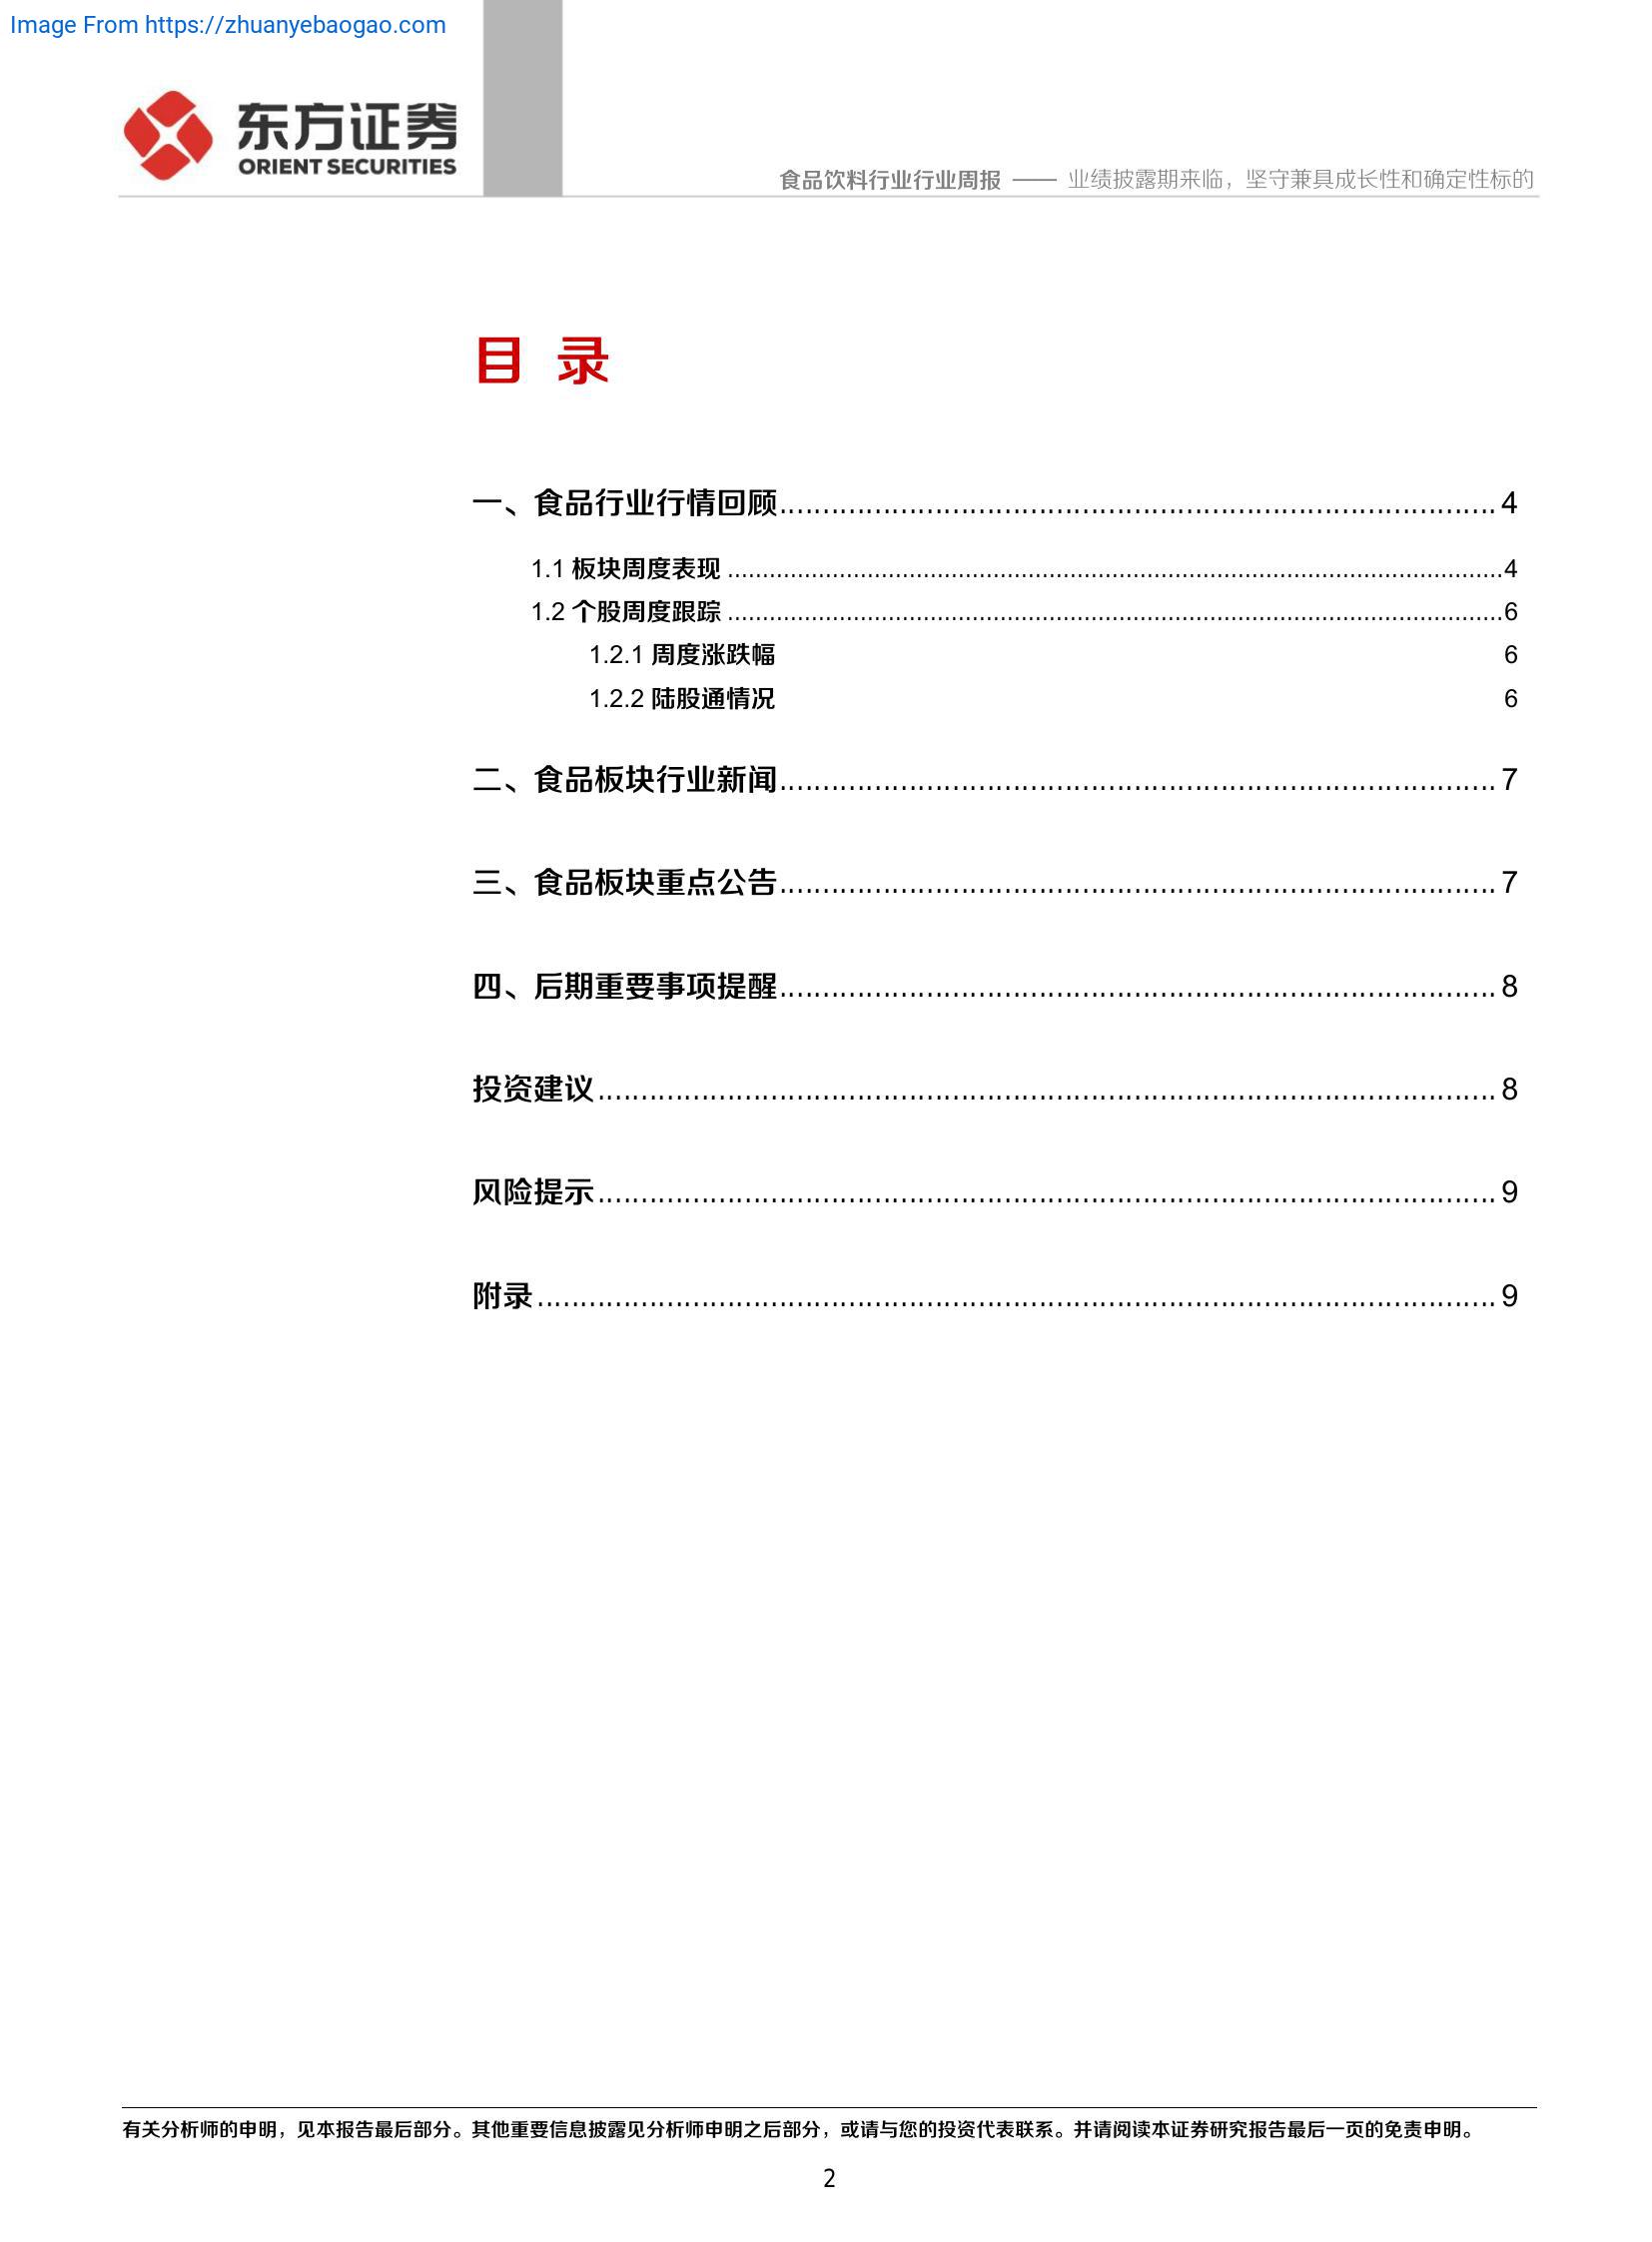 Image From https://zhuanyebaogao.com
东方证券
ORIENT SECURITIES
食品饮料行业行业周报 —— 业绩披露期来临，坚守兼具成长性和确定性标的
目 录
一、食品行业行情回顾........................................................................ 4
1.1 板块周度表现 ........................................................................4
1.2 个股周度跟踪 ........................................................................6
1.2.1 周度涨跌幅 6
1.2.2 陆股通情况 6
二、食品板块行业新闻........................................................................ 7
三、食品板块重点公告........................................................................ 7
四、后期重要事项提醒........................................................................ 8
投资建议........................................................................ 8
风险提示........................................................................ 9
附录........................................................................ 9
有关分析师的申明，见本报告最后部分。其他重要信息披露见分析师申明之后部分，或请与您的投资代表联系。并请阅读本证券研究报告最后一页的免责申明。
2